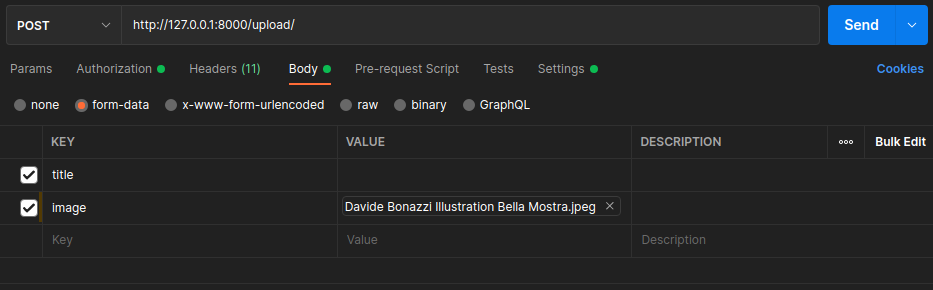 POST http://127.0.0.1:8000/upload/ Send
Params Authorization Headers (11) Body Pre-request Script Tests Settings Cookies
none form-data x-www-form-urlencoded raw binary GraphQL
KEY VALUE DESCRIPTION Bulk Edit
title
image Davide Bonazzi Illustration Bella Mostra.jpeg
Key Value Description